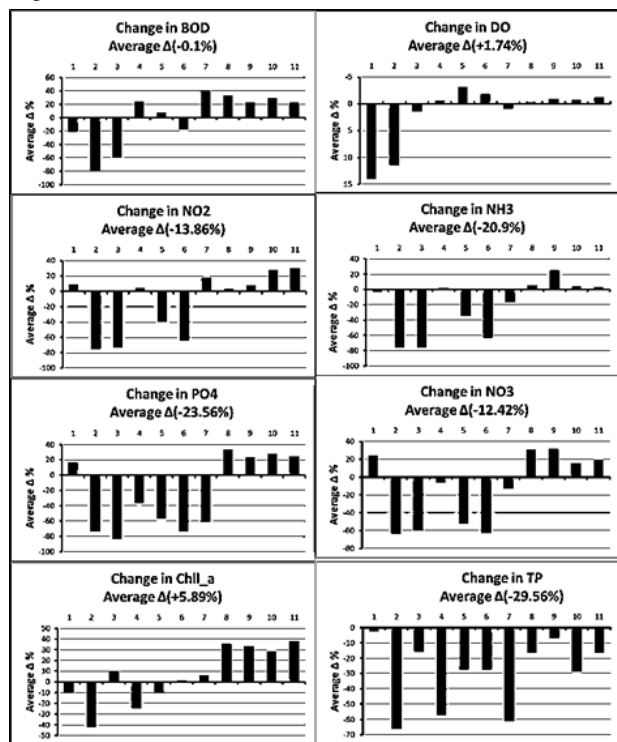 Change in BOD
Average Δ(-0.1%)
1 2 3 4 5 6 7 8 9 10 11
60
40
20
0
-20
-40
-60
-80
-100
Average Δ %
Change in DO
Average Δ(+1.74%)
1 2 3 4 5 6 7 8 9 10 11
-5
0
5
10
15
Average Δ %
Change in NO2
Average Δ(-13.86%)
1 2 3 4 5 6 7 8 9 10 11
40
20
0
-20
-40
-60
-80
-100
Average Δ %
Change in NH3
Average Δ(-20.9%)
1 2 3 4 5 6 7 8 9 10 11
40
20
0
-20
-40
-60
-80
-100
Average Δ %
Change in PO4
Average Δ(-23.56%)
1 2 3 4 5 6 7 8 9 10 11
40
20
0
-20
-40
-60
-80
-100
Average Δ %
Change in NO3
Average Δ(-12.42%)
1 2 3 4 5 6 7 8 9 10 11
40
20
0
-20
-40
-60
-80
Average Δ %
Change in Chll_a
Average Δ(+5.89%)
1 2 3 4 5 6 7 8 9 10 11
50
40
30
20
10
0
-10
-20
-30
-40
-50
Average Δ %
Change in TP
Average Δ(-29.56%)
1 2 3 4 5 6 7 8 9 10 11
0
-10
-20
-30
-40
-50
-60
-70
Average Δ %